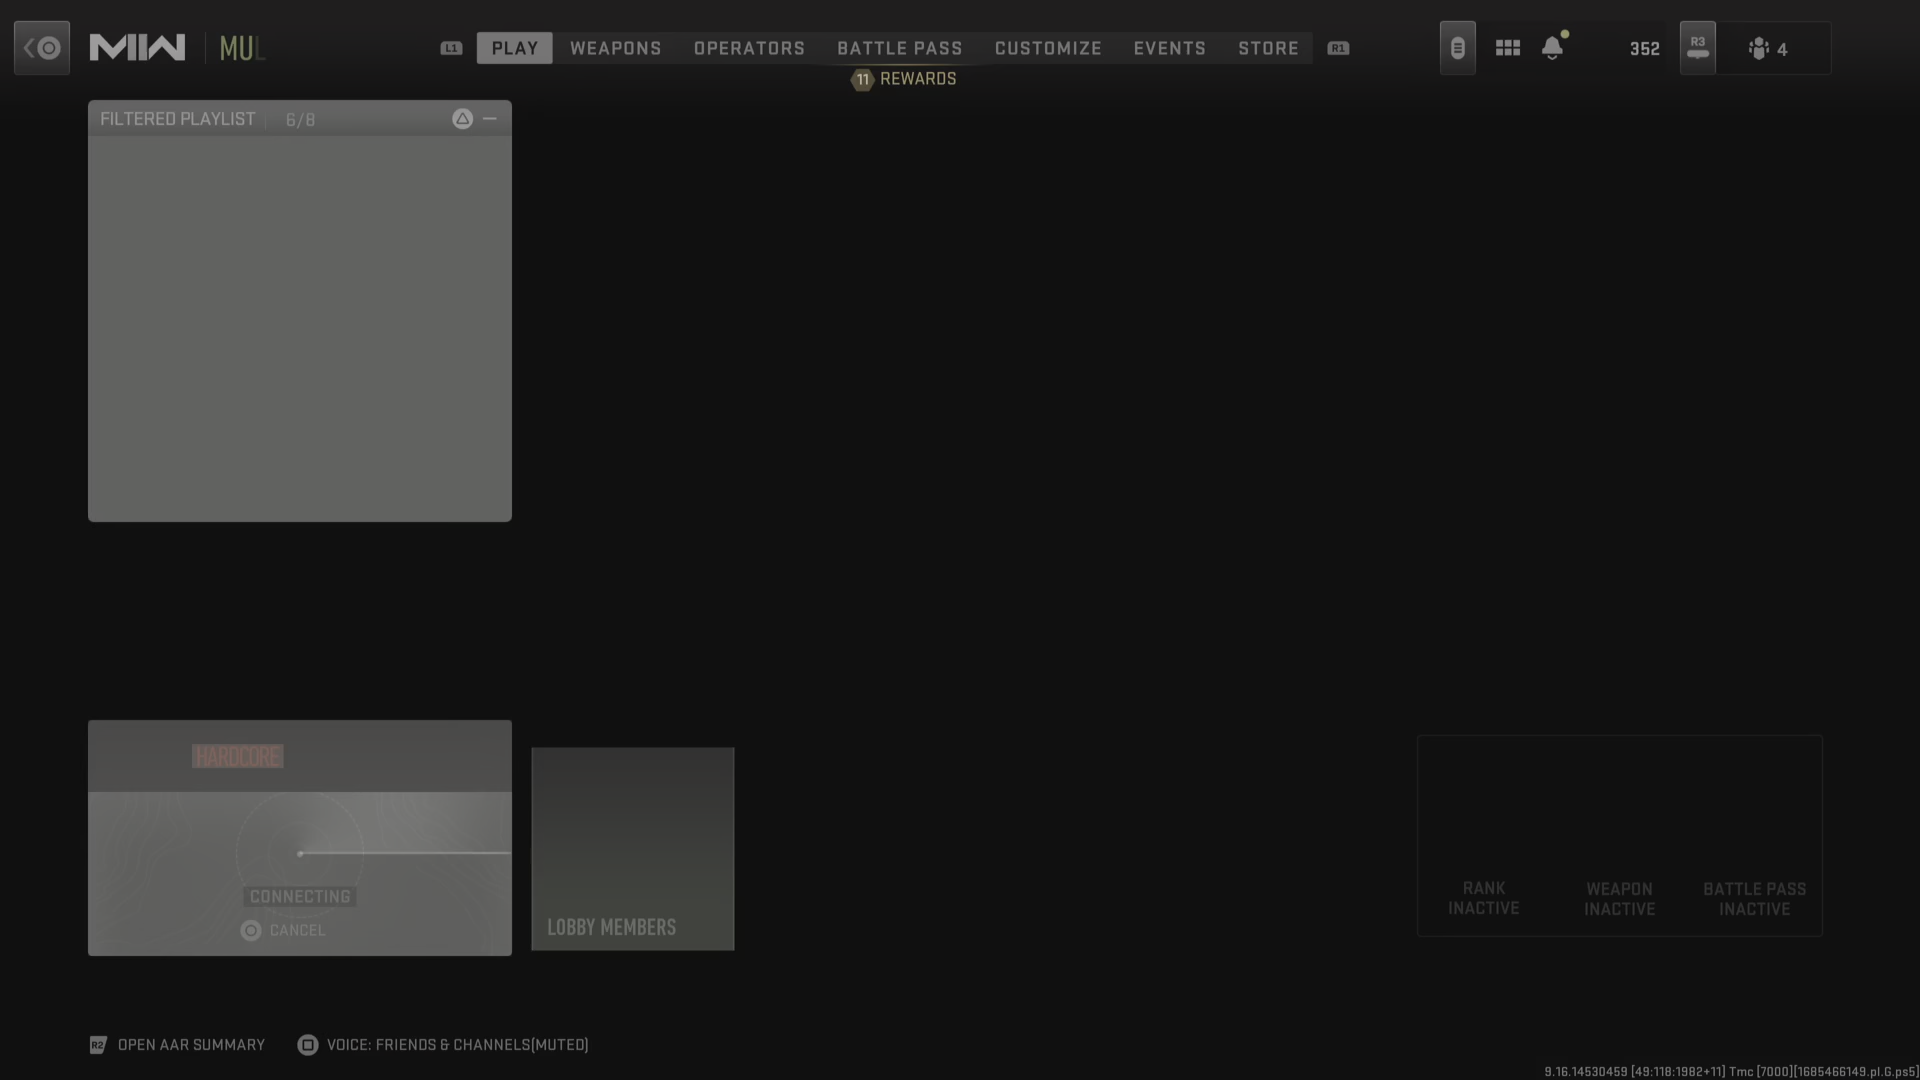 MW MUL
L1 PLAY WEAPONS OPERATORS BATTLE PASS CUSTOMIZE EVENTS STORE R1
352 R3 4
11 REWARDS
FILTERED PLAYLIST 6/8
HARDCORE
CONNECTING
CANCEL
LOBBY MEMBERS
RANK INACTIVE
WEAPON INACTIVE
BATTLE PASS INACTIVE
R2 OPEN AAR SUMMARY VOICE: FRIENDS & CHANNELS(MUTED)
9.16.14530459 [49:118:1982+11] Tmc [7000][1685466149.pl.G.ps5]